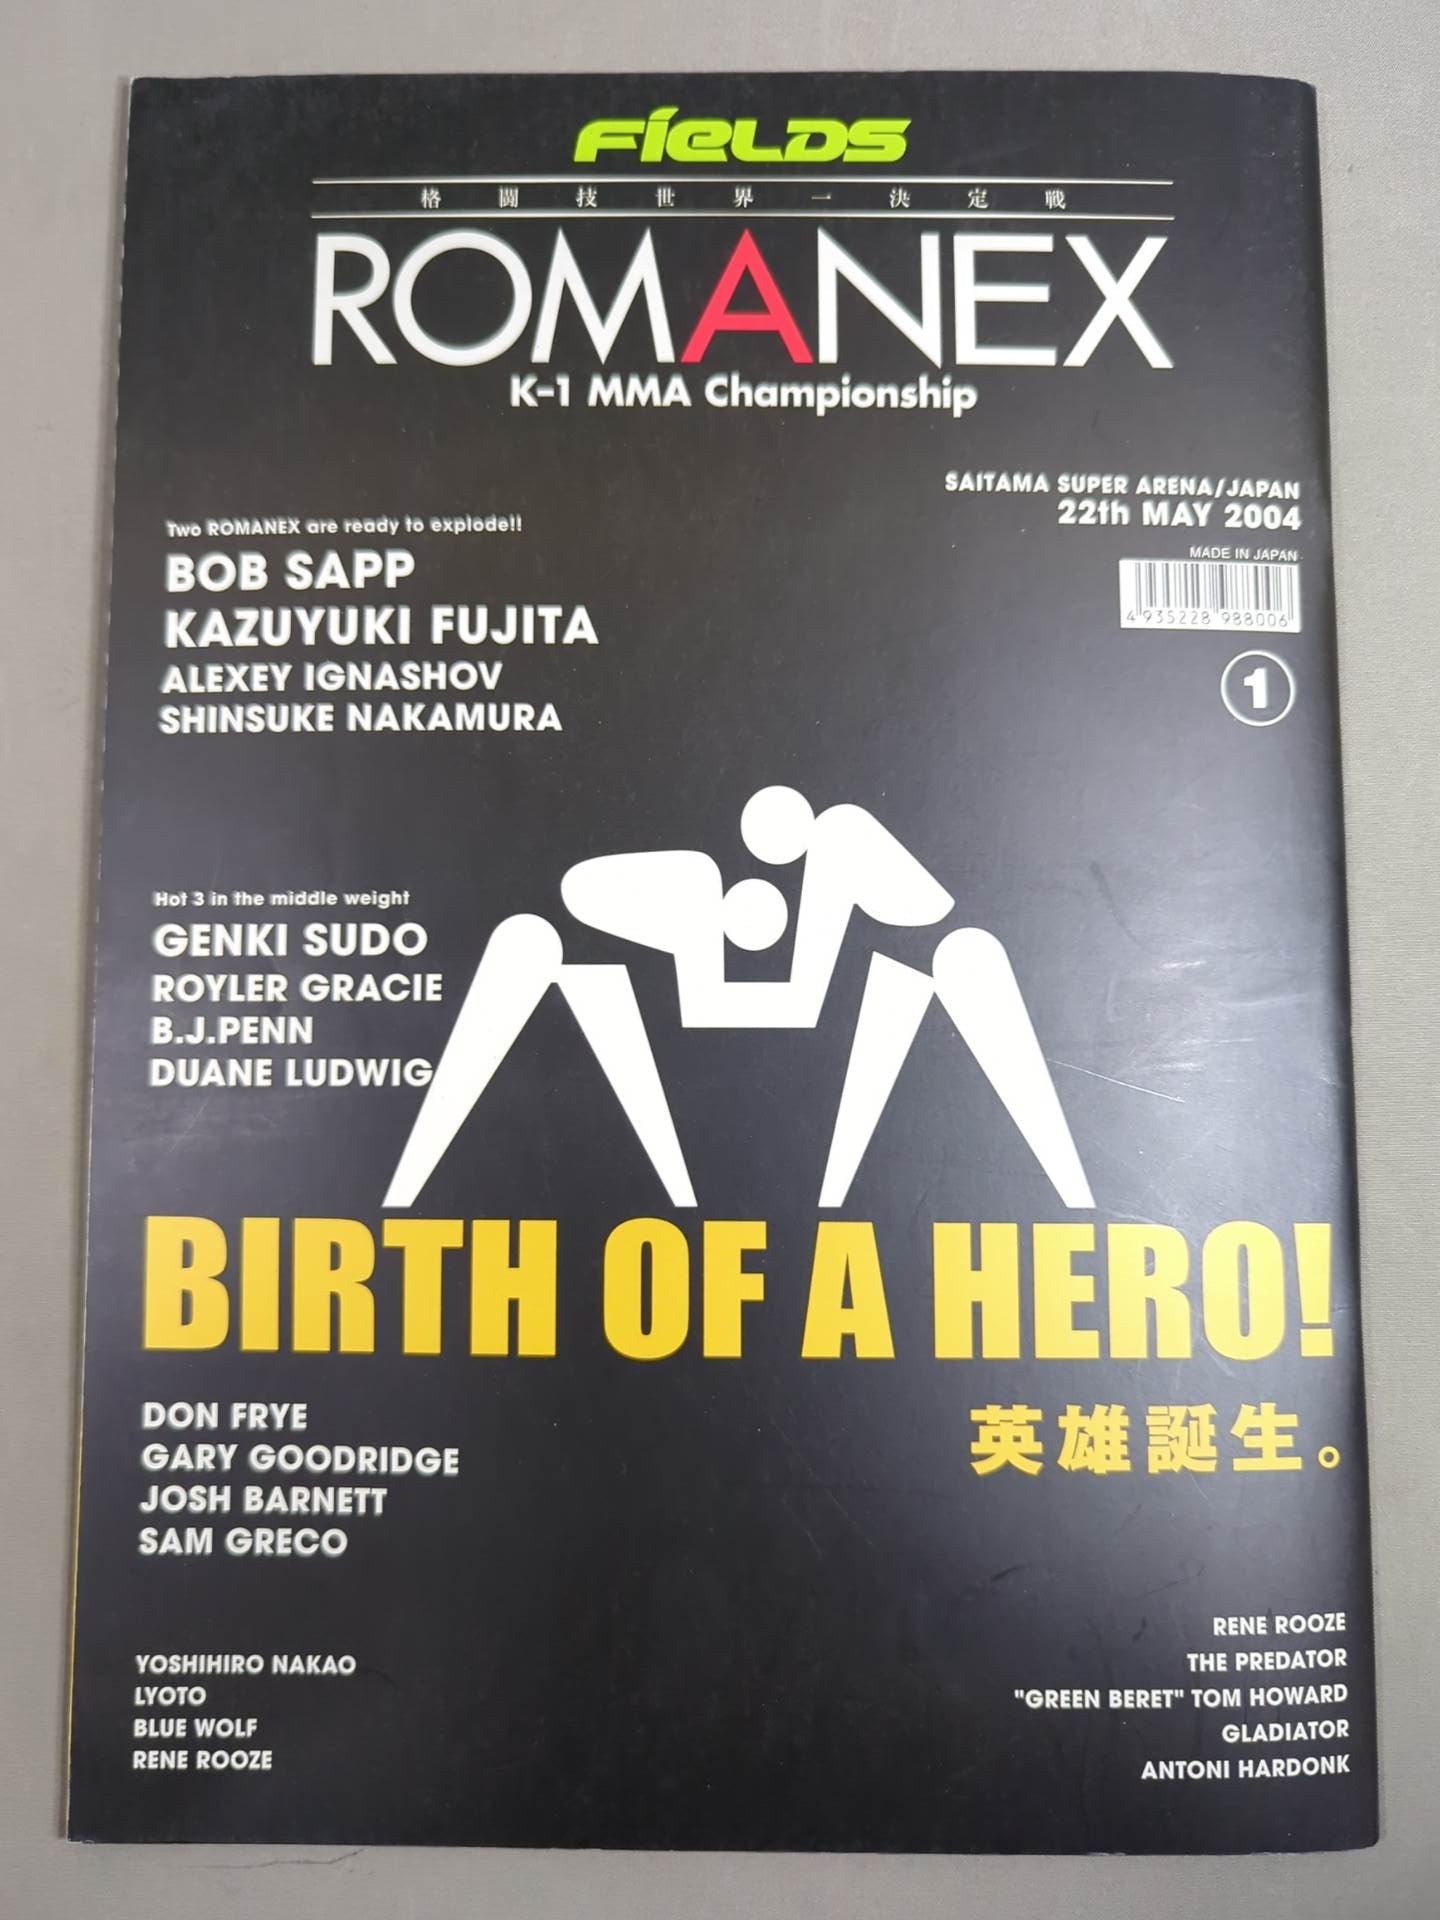 FIELDS
格闘技世界一決定戦
ROMANEX
K-1 MMA Championship
SAITAMA SUPER ARENA/JAPAN
22th MAY 2004
MADE IN JAPAN
4 935228 988006
1
Two ROMANEX are ready to explode!!
BOB SAPP
KAZUYUKI FUJITA
ALEXEY IGNASHOV
SHINSUKE NAKAMURA
Hot 3 in the middle weight
GENKI SUDO
ROYLER GRACIE
B.J.PENN
DUANE LUDWIG
BIRTH OF A HERO!
英雄誕生。
DON FRYE
GARY GOODRIDGE
JOSH BARNETT
SAM GRECO
YOSHIHIRO NAKAO
LYOTO
BLUE WOLF
RENE ROOZE
RENE ROOZE
THE PREDATOR
"GREEN BERET" TOM HOWARD
GLADIATOR
ANTONI HARDONK